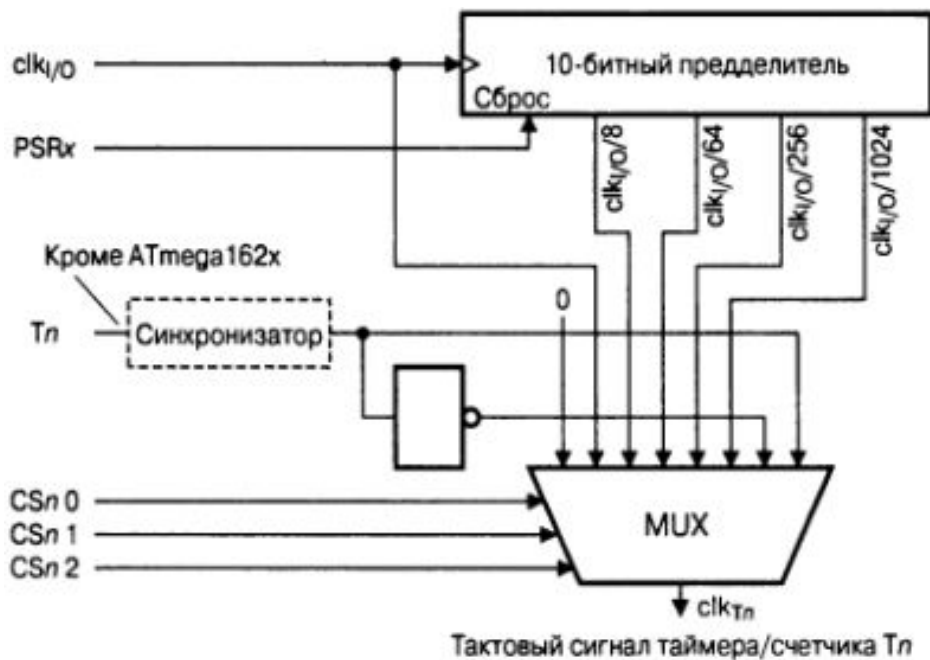 clkI/O
10-битный предделитель
Сброс
PSRx
clkI/O/8
clkI/O/64
clkI/O/256
clkI/O/1024
Кроме ATmega162x
0
Tn
Синхронизатор
CSn 0
CSn 1
CSn 2
MUX
clkTn
Тактовый сигнал таймера/счетчика Tn